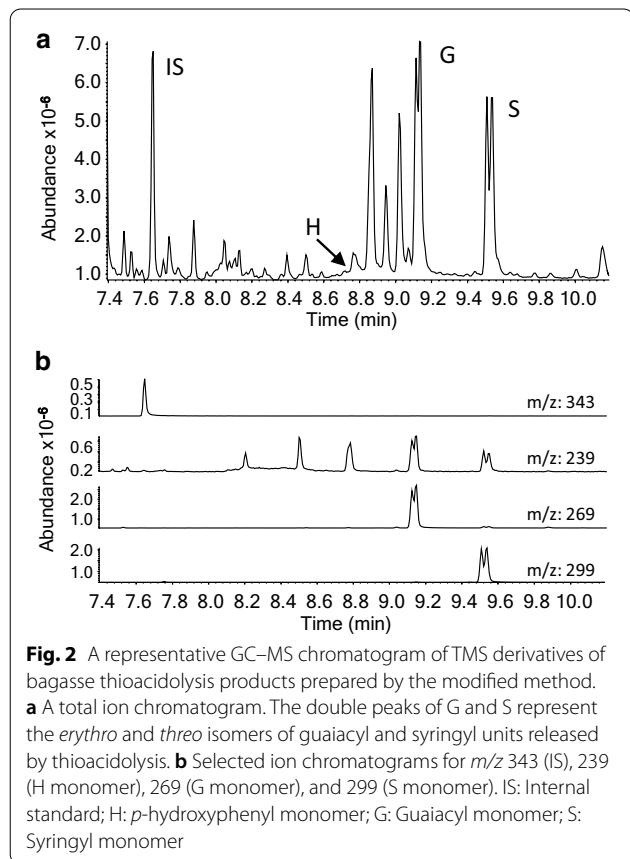 a
Abundance x10-6
7.0
6.0
5.0
4.0
3.0
2.0
1.0
IS
H
G
S
7.4 7.6 7.8 8.0 8.2 8.4 8.6 8.8 9.0 9.2 9.4 9.6 9.8 10.0
Time (min)
b
Abundance x10-6
0.5
0.3
0.1
m/z: 343
0.6
0.2
m/z: 239
2.0
1.0
m/z: 269
2.0
1.0
m/z: 299
7.4 7.6 7.8 8.0 8.2 8.4 8.6 8.8 9.0 9.2 9.4 9.6 9.8 10.0
Time (min)
Fig. 2 A representative GC–MS chromatogram of TMS derivatives of
bagasse thioacidolysis products prepared by the modified method.
a A total ion chromatogram. The double peaks of G and S represent
the erythro and threo isomers of guaiacyl and syringyl units released
by thioacidolysis. b Selected ion chromatograms for m/z 343 (IS), 239
(H monomer), 269 (G monomer), and 299 (S monomer). IS: Internal
standard; H: p-hydroxyphenyl monomer; G: Guaiacyl monomer; S:
Syringyl monomer